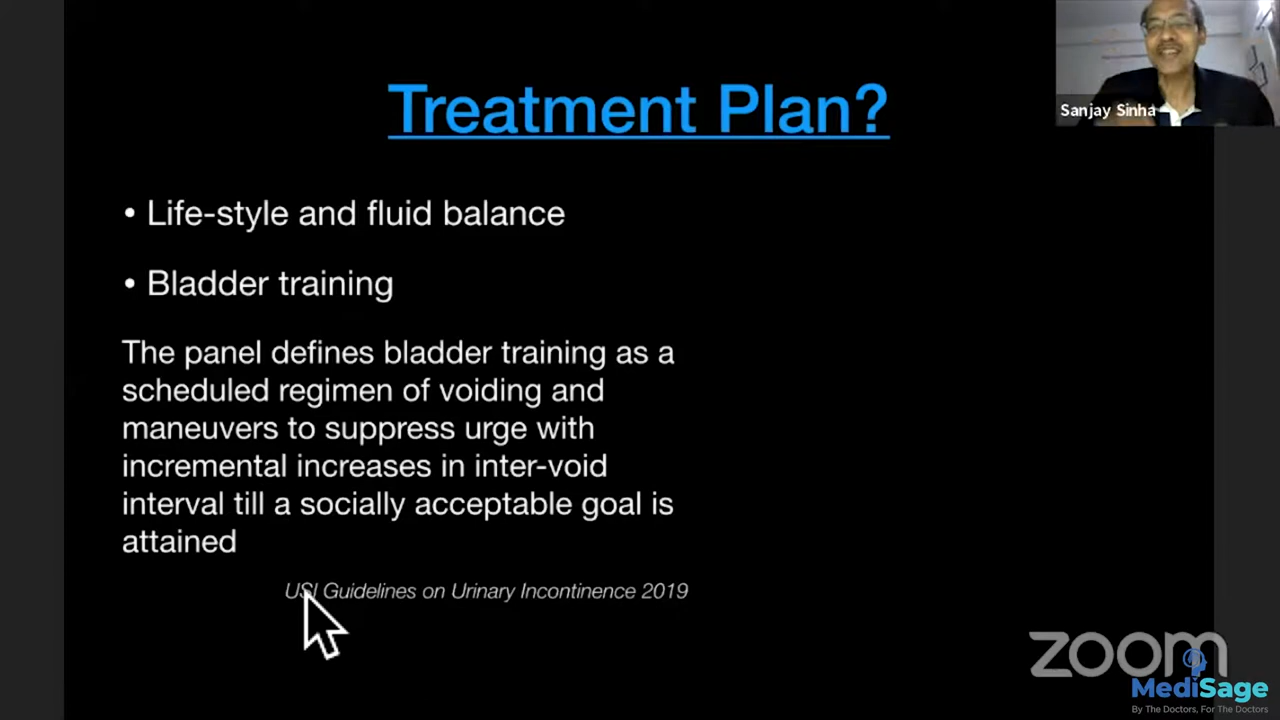 Treatment Plan?
Sanjay Sinha
• Life-style and fluid balance
• Bladder training
The panel defines bladder training as a
scheduled regimen of voiding and
maneuvers to suppress urge with
incremental increases in inter-void
interval till a socially acceptable goal is
attained
USI Guidelines on Urinary Incontinence 2019
zoom
MediSage
By The Doctors, For The Doctors